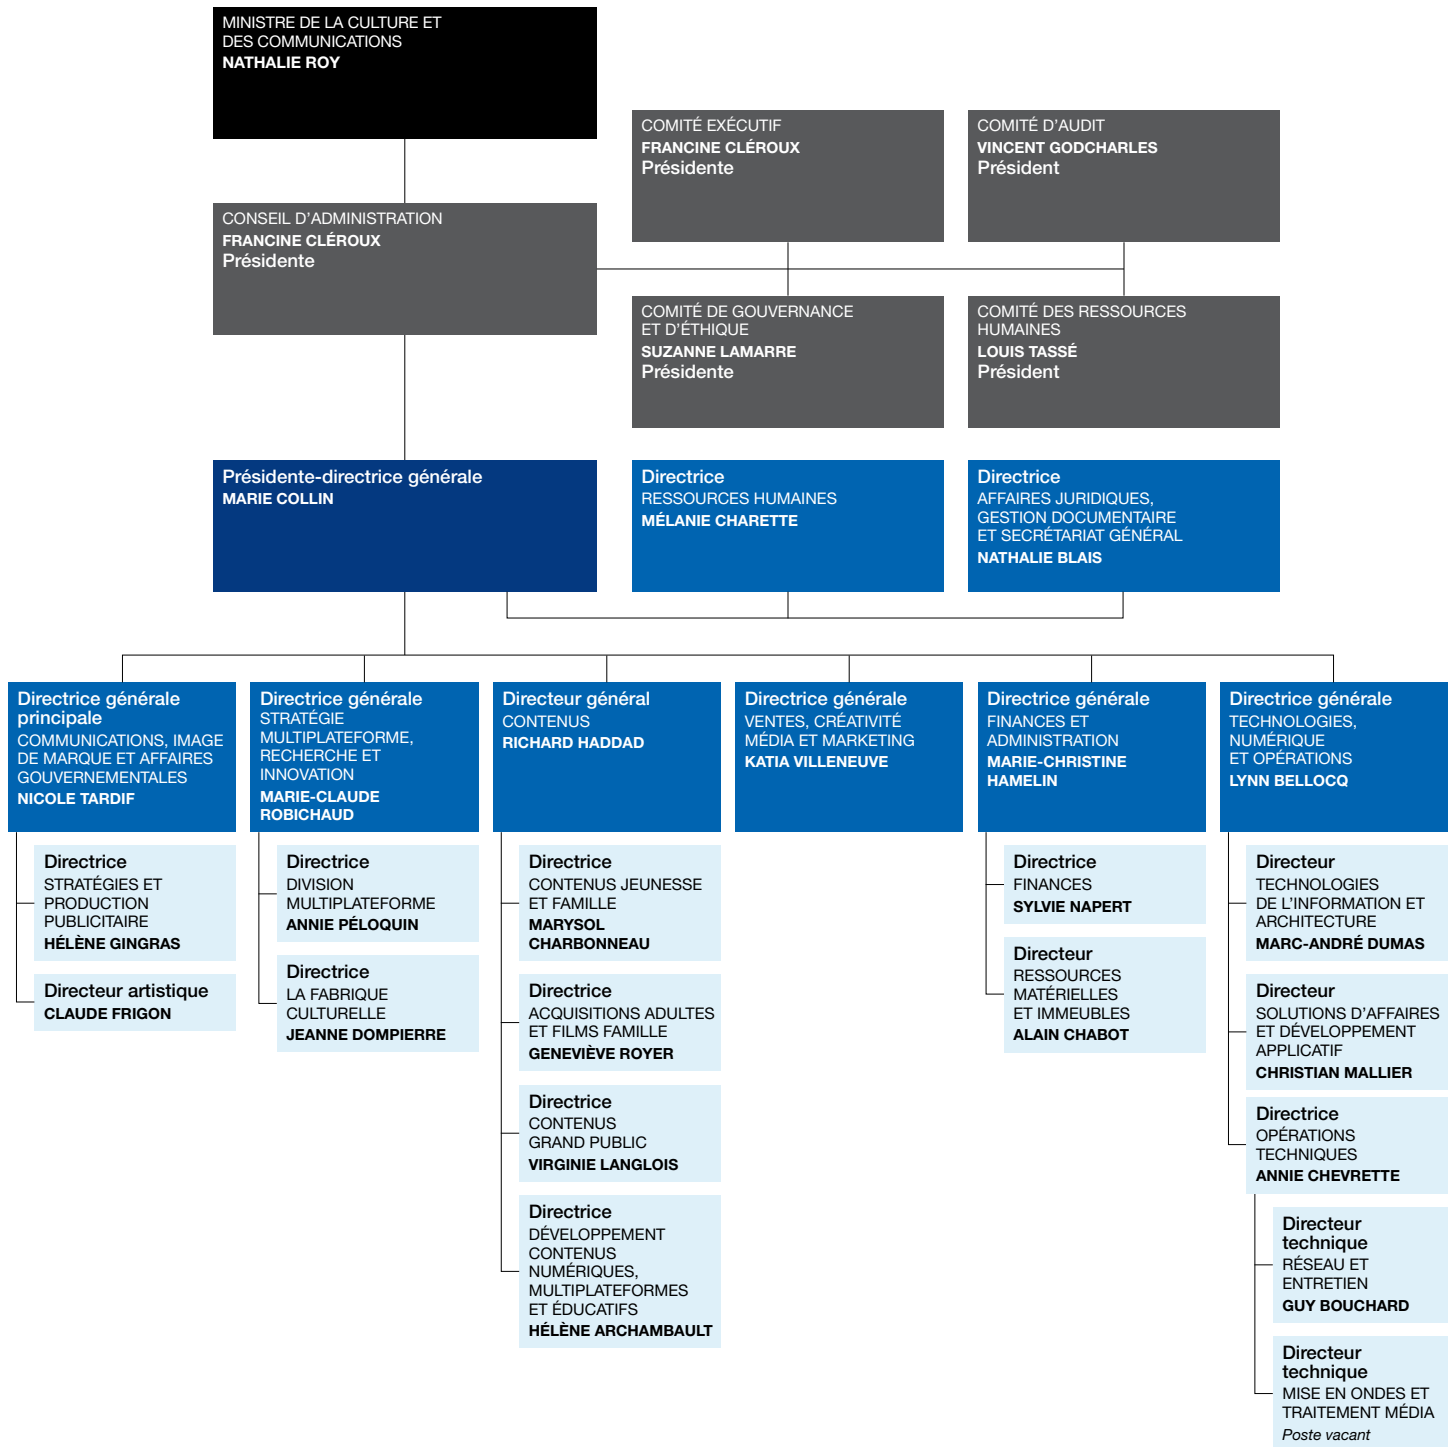 MINISTRE DE LA CULTURE ET
DES COMMUNICATIONS
NATHALIE ROY
COMITÉ EXÉCUTIF
FRANCINE CLÉROUX
Présidente
COMITÉ D'AUDIT
VINCENT GODCHARLES
Président
CONSEIL D'ADMINISTRATION
FRANCINE CLÉROUX
Présidente
COMITÉ DE GOUVERNANCE
ET D'ÉTHIQUE
SUZANNE LAMARRE
Présidente
COMITÉ DES RESSOURCES
HUMAINES
LOUIS TASSÉ
Président
Présidente-directrice générale
MARIE COLLIN
Directrice
RESSOURCES HUMAINES
MÉLANIE CHARETTE
Directrice
AFFAIRES JURIDIQUES,
GESTION DOCUMENTAIRE
ET SECRÉTARIAT GÉNÉRAL
NATHALIE BLAIS
Directrice générale
principale
COMMUNICATIONS, IMAGE
DE MARQUE ET AFFAIRES
GOUVERNEMENTALES
NICOLE TARDIF
Directrice
STRATÉGIES ET
PRODUCTION
PUBLICITAIRE
HÉLÈNE GINGRAS
Directeur artistique
CLAUDE FRIGON
Directrice générale
STRATÉGIE
MULTIPLATEFORME,
RECHERCHE ET
INNOVATION
MARIE-CLAUDE
ROBICHAUD
Directrice
DIVISION
MULTIPLATEFORME
ANNIE PÉLOQUIN
Directrice
LA FABRIQUE
CULTURELLE
JEANNE DOMPIERRE
Directeur général
CONTENUS
RICHARD HADDAD
Directrice
CONTENUS JEUNESSE
ET FAMILLE
MARYSOL
CHARBONNEAU
Directrice
ACQUISITIONS ADULTES
ET FILMS FAMILLE
GENEVIÈVE ROYER
Directrice
CONTENUS
GRAND PUBLIC
VIRGINIE LANGLOIS
Directrice
DÉVELOPPEMENT
CONTENUS
NUMÉRIQUES,
MULTIPLATEFORMES
ET ÉDUCATIFS
HÉLÈNE ARCHAMBAULT
Directrice générale
VENTES, CRÉATIVITÉ
MÉDIA ET MARKETING
KATIA VILLENEUVE
Directrice générale
FINANCES ET
ADMINISTRATION
MARIE-CHRISTINE
HAMELIN
Directrice
FINANCES
SYLVIE NAPERT
Directeur
RESSOURCES
MATÉRIELLES
ET IMMEUBLES
ALAIN CHABOT
Directrice générale
TECHNOLOGIES,
NUMÉRIQUE
ET OPÉRATIONS
LYNN BELLOCQ
Directeur
TECHNOLOGIES
DE L'INFORMATION ET
ARCHITECTURE
MARC-ANDRÉ DUMAS
Directeur
SOLUTIONS D'AFFAIRES
ET DÉVELOPPEMENT
APPLICATIF
CHRISTIAN MALLIER
Directrice
OPÉRATIONS
TECHNIQUES
ANNIE CHEVRETTE
Directeur
technique
RÉSEAU ET
ENTRETIEN
GUY BOUCHARD
Directeur
technique
MISE EN ONDES ET
TRAITEMENT MÉDIA
Poste vacant